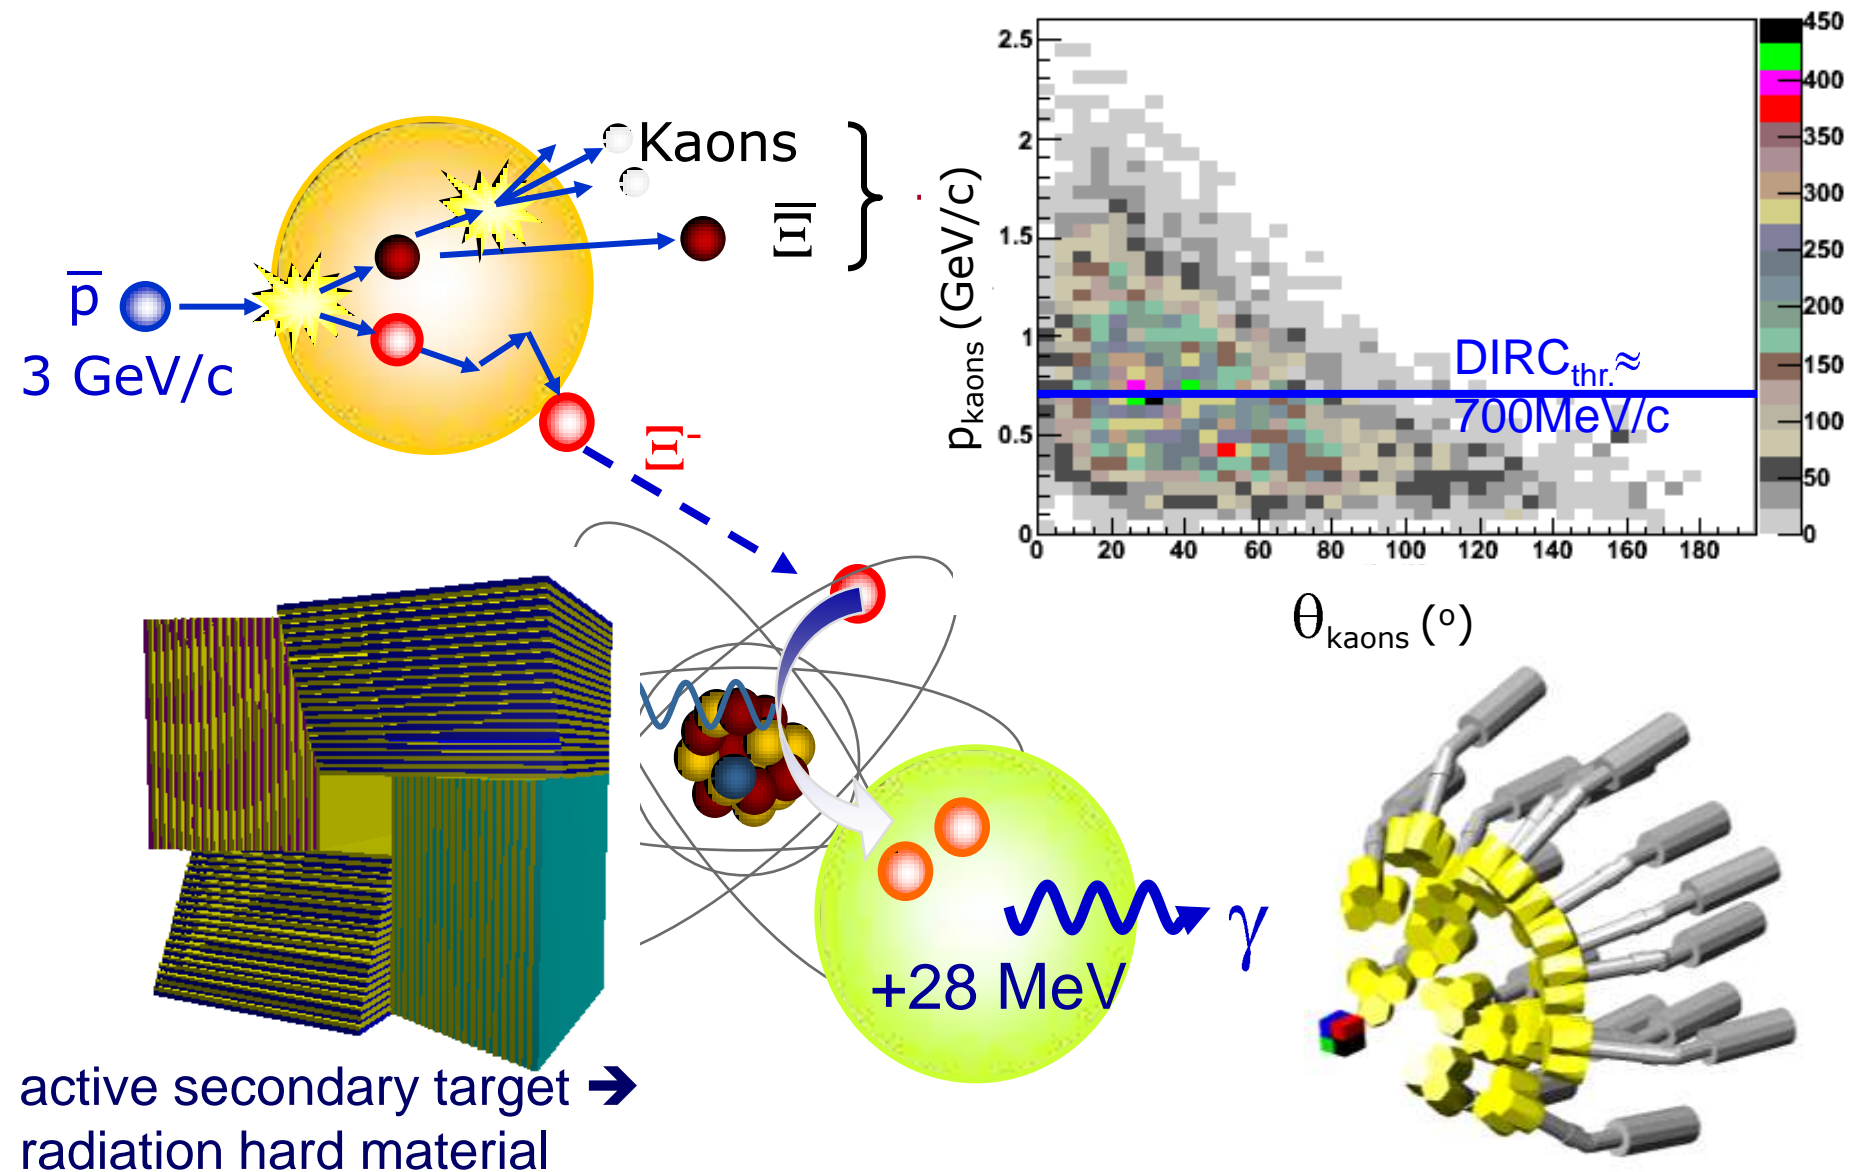 Kaons
Ξ̅
p̅
3 GeV/c
Ξ⁻
+28 MeV
γ
active secondary target ➔
radiation hard material
p_kaons (GeV/c)
2.5
2
1.5
1
0.5
0
0 20 40 60 80 100 120 140 160 180
θ_kaons (°)
DIRC_thr.≈
700MeV/c
450
400
350
300
250
200
150
100
50
0